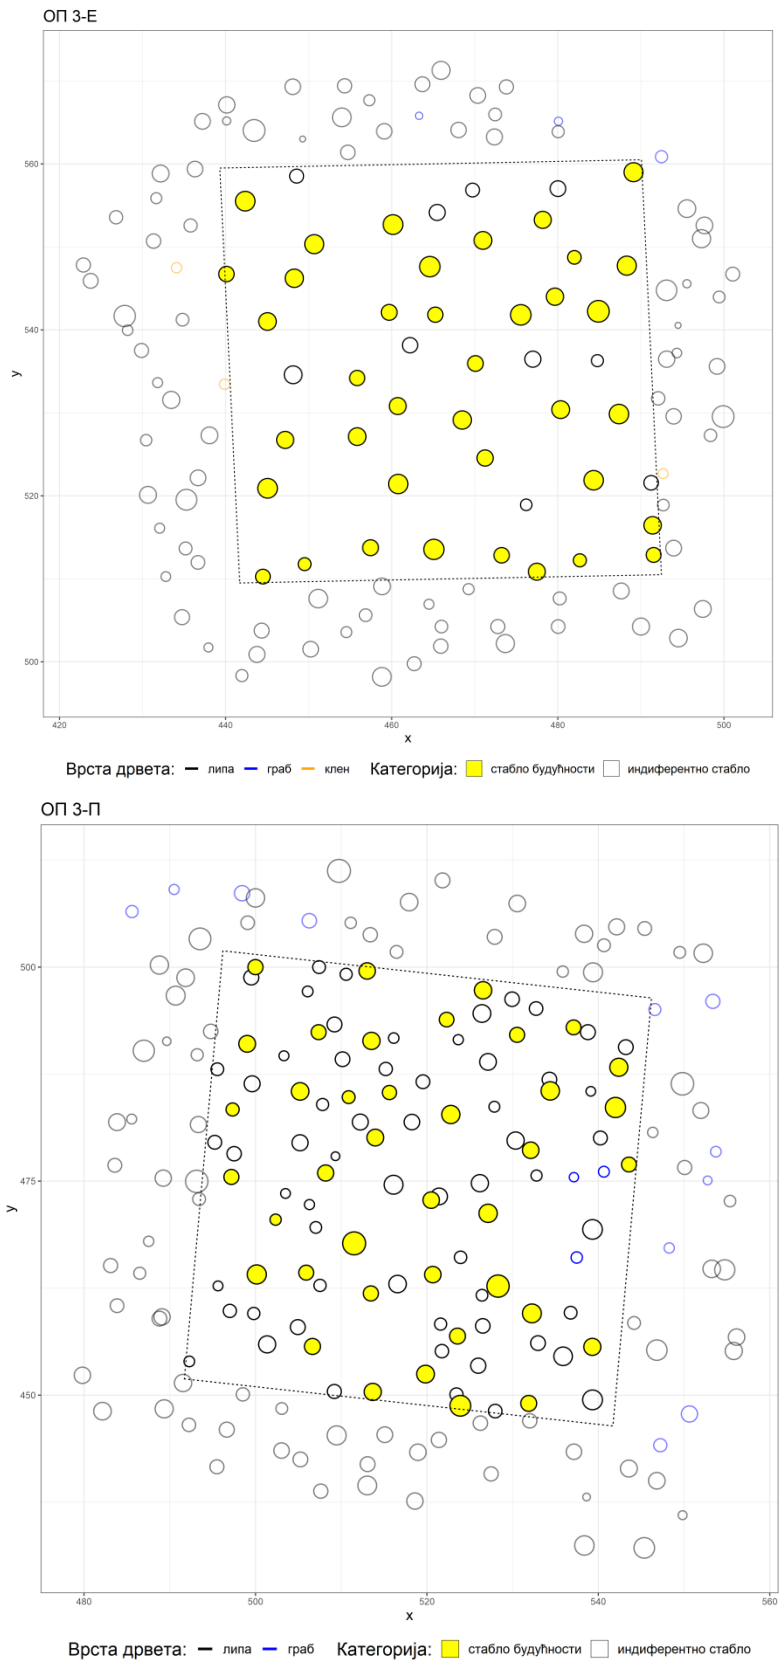 ОП 3-Е
560
540
520
500
y
420 440 460 480 500
x
Врста дрвета: липа граб клен Категорија: стабло будућности индиферентно стабло
ОП 3-П
500
475
450
y
480 500 520 540 560
x
Врста дрвета: липа граб Категорија: стабло будућности индиферентно стабло